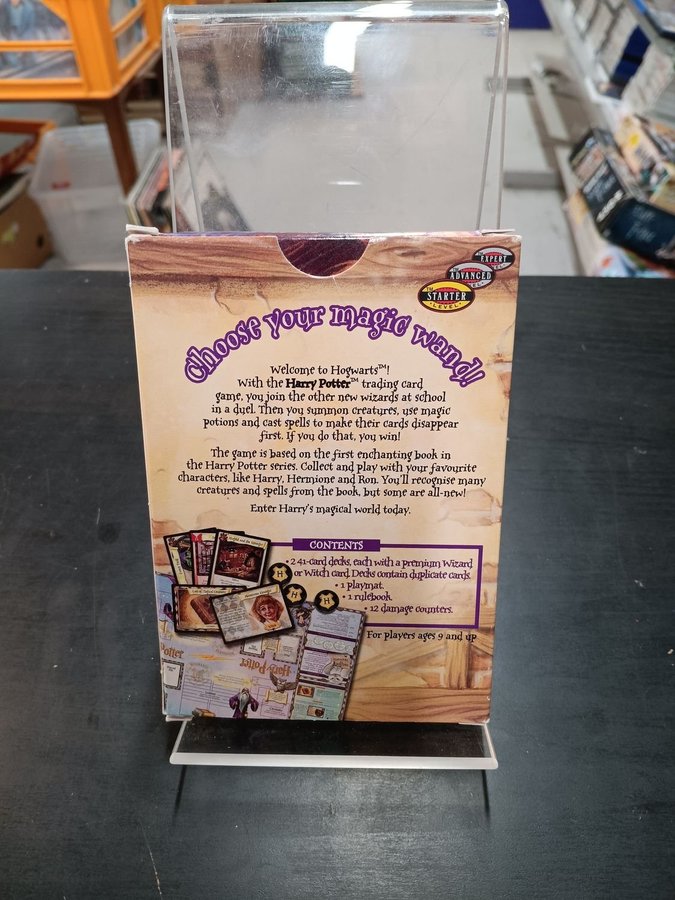 EXPERT
ADVANCED
STARTER
LEVEL
Choose your magic wand!
Welcome to Hogwarts™!
With the Harry Potter™ trading card
game, you join the other new wizards at school
in a duel. Then you summon creatures, use magic
potions and cast spells to make their cards disappear
first. If you do that, you win!
The game is based on the first enchanting book in
the Harry Potter series. Collect and play with your favourite
characters, like Harry, Hermione and Ron. You'll recognise many
creatures and spells from the book, but some are all-new!
Enter Harry's magical world today.
CONTENTS
• 2 41-card decks, each with a premium Wizard
or Witch card. Decks contain duplicate cards.
• 1 playmat.
• 1 rulebook.
• 12 damage counters.
For players ages 9 and up
H
H
H
Harry Potter